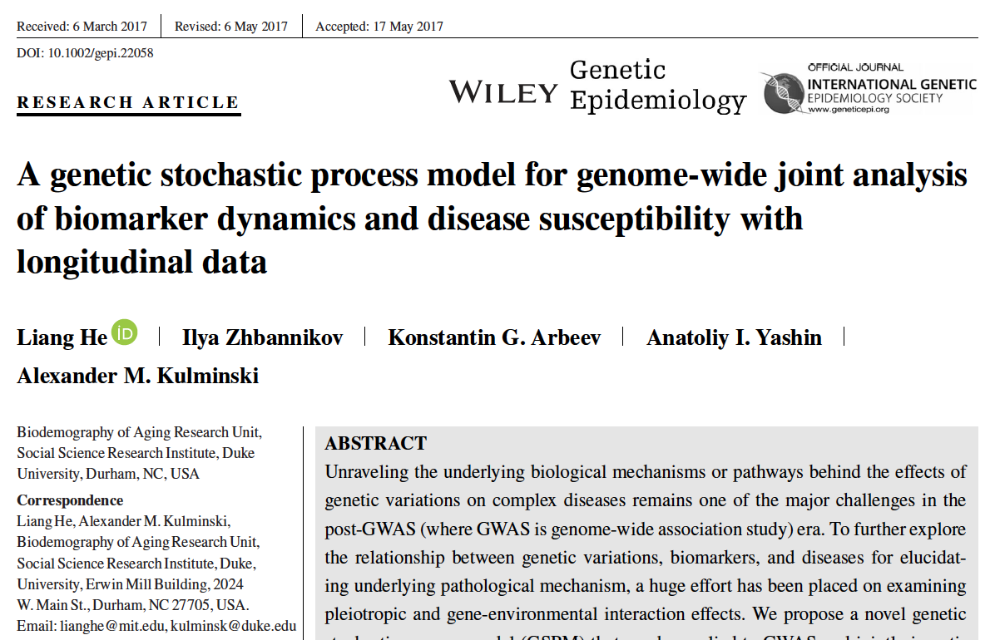 Received: 6 March 2017 Revised: 6 May 2017 Accepted: 17 May 2017
DOI: 10.1002/gepi.22058
RESEARCH ARTICLE
WILEY
Genetic
Epidemiology
OFFICIAL JOURNAL
INTERNATIONAL GENETIC
EPIDEMIOLOGY SOCIETY
www.geneticepi.org
A genetic stochastic process model for genome-wide joint analysis
of biomarker dynamics and disease susceptibility with
longitudinal data
Liang He iD | Ilya Zhbannikov | Konstantin G. Arbeev | Anatoliy I. Yashin |
Alexander M. Kulminski
Biodemography of Aging Research Unit,
Social Science Research Institute, Duke
University, Durham, NC, USA
Correspondence
Liang He, Alexander M. Kulminski,
Biodemography of Aging Research Unit,
Social Science Research Institute, Duke,
University, Erwin Mill Building, 2024
W. Main St., Durham, NC 27705, USA.
Email: lianghe@mit.edu, kulminsk@duke.edu
ABSTRACT
Unraveling the underlying biological mechanisms or pathways behind the effects of
genetic variations on complex diseases remains one of the major challenges in the
post-GWAS (where GWAS is genome-wide association study) era. To further explore
the relationship between genetic variations, biomarkers, and diseases for elucidat-
ing underlying pathological mechanism, a huge effort has been placed on examining
pleiotropic and gene-environmental interaction effects. We propose a novel genetic